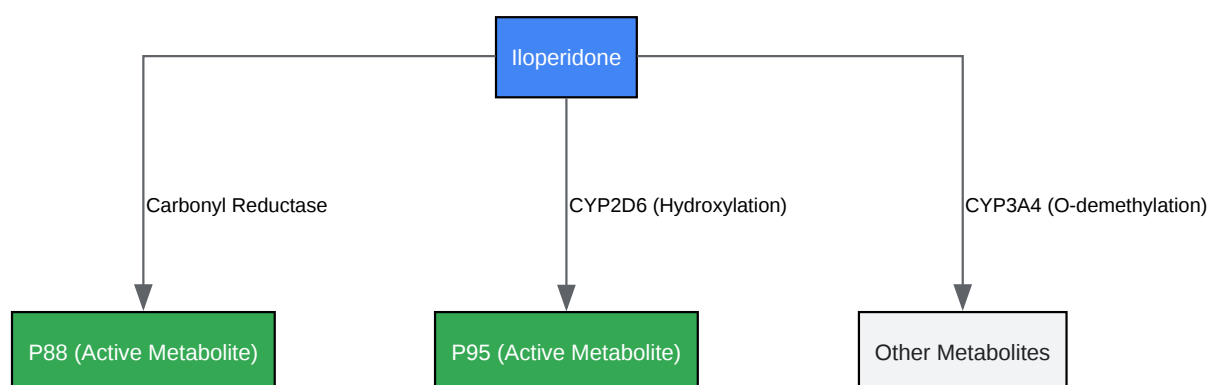 Iloperidone
Carbonyl Reductase
CYP2D6 (Hydroxylation)
CYP3A4 (O-demethylation)
P88 (Active Metabolite)
P95 (Active Metabolite)
Other Metabolites